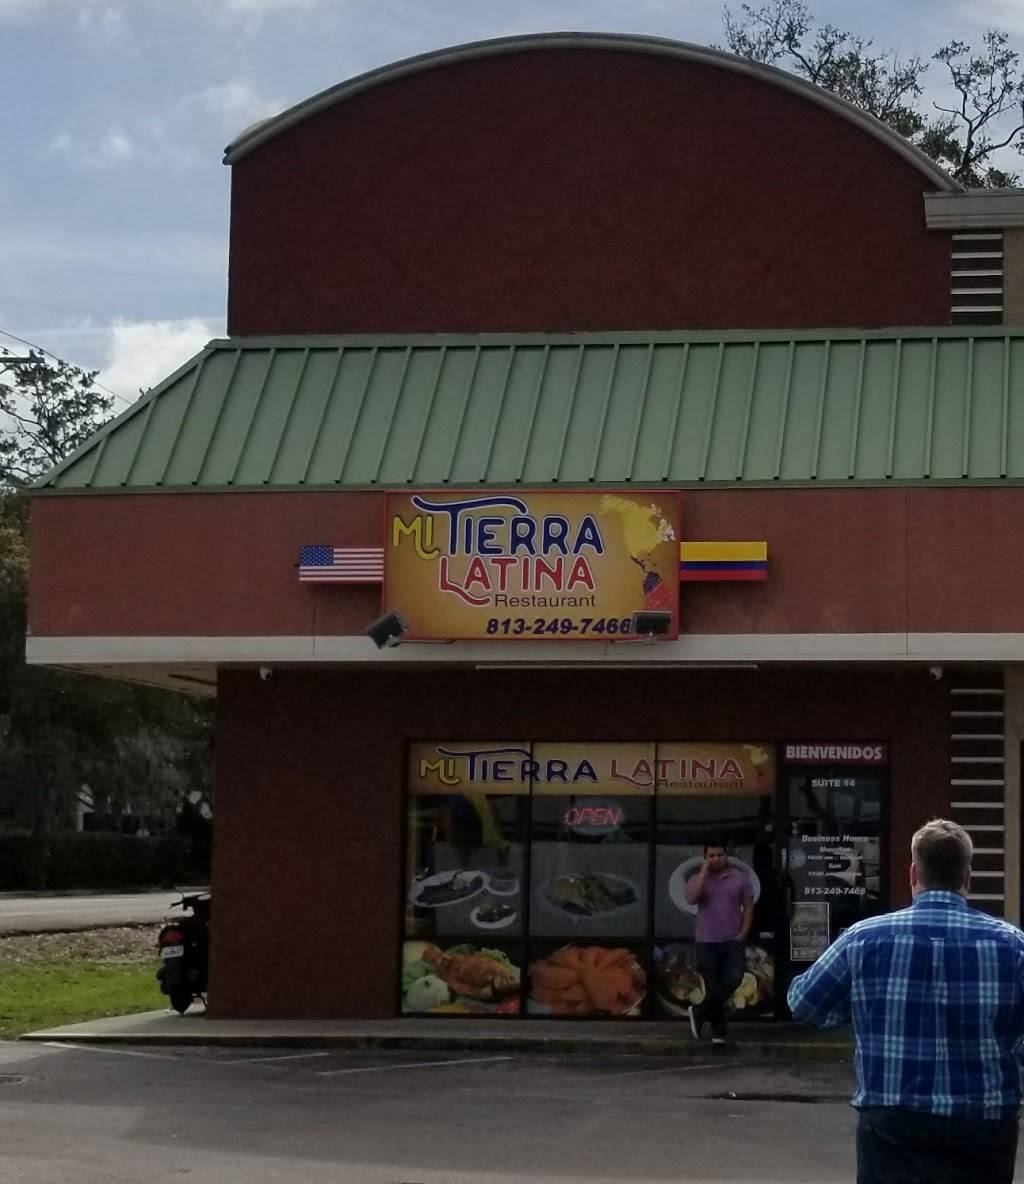 MI TIERRA
LATINA
Restaurant
813-249-7466
MI TIERRA LATINA
Restaurant
BIENVENIDOS
SUITE 14
OPEN
Business Hours
813-249-7466